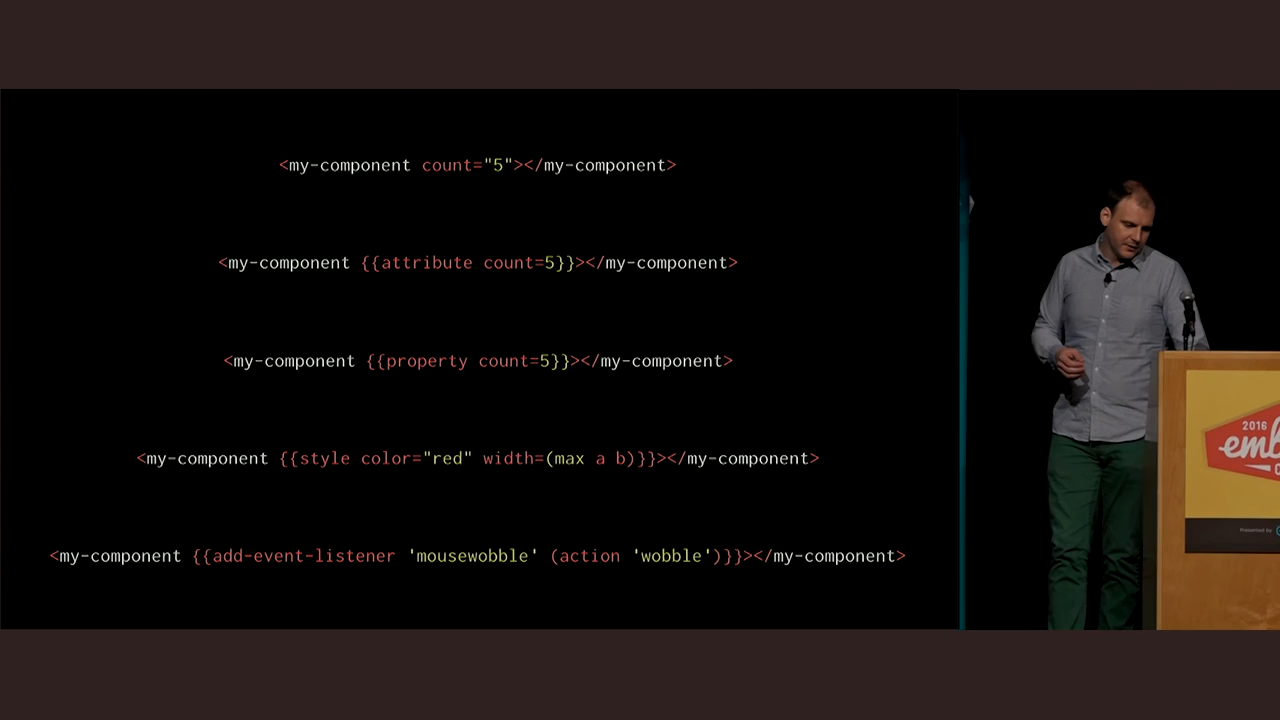 <my-component count="5"></my-component>
<my-component {{attribute count=5}}></my-component>
<my-component {{property count=5}}></my-component>
<my-component {{style color="red" width=(max a b)}}></my-component>
<my-component {{add-event-listener 'mousewobble' (action 'wobble')}}></my-component>
2016
Presented by